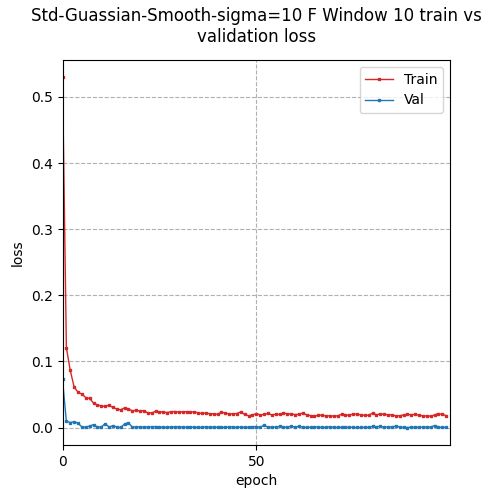 Std-Guassian-Smooth-sigma=10 F Window 10 train vs
validation loss
Train
Val
0.5
0.4
0.3
0.2
0.1
0.0
loss
0
50
epoch